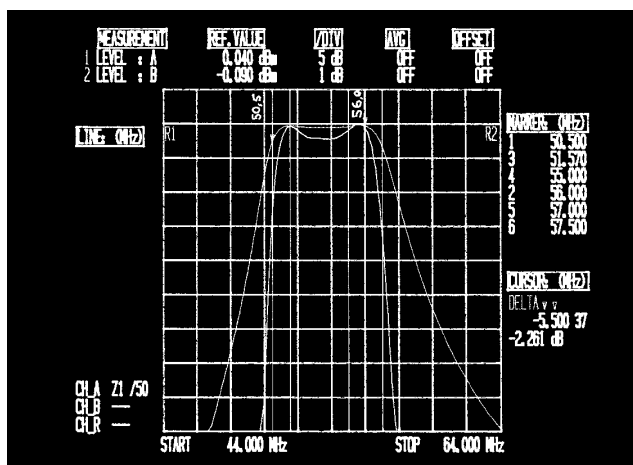 MEASUREMENT REF.VALUE /DIV AVG OFFSET
1 LEVEL : A 0.040 dBm 5 dB OFF OFF
2 LEVEL : B -0.090 dBm 1 dB OFF OFF
50,5 56,0
LINE: (MHz) R1 R2 MARKER: (MHz)
1 50.500
3 51.570
4 55.000
2 56.000
5 57.000
6 57.500
CURSOR: (MHz)
DELTA
-5.500 37
-2.261 dB
CH_A Z1 /50
CH_B ---
CH_R ---
START 44.000 MHz STOP 64.000 MHz